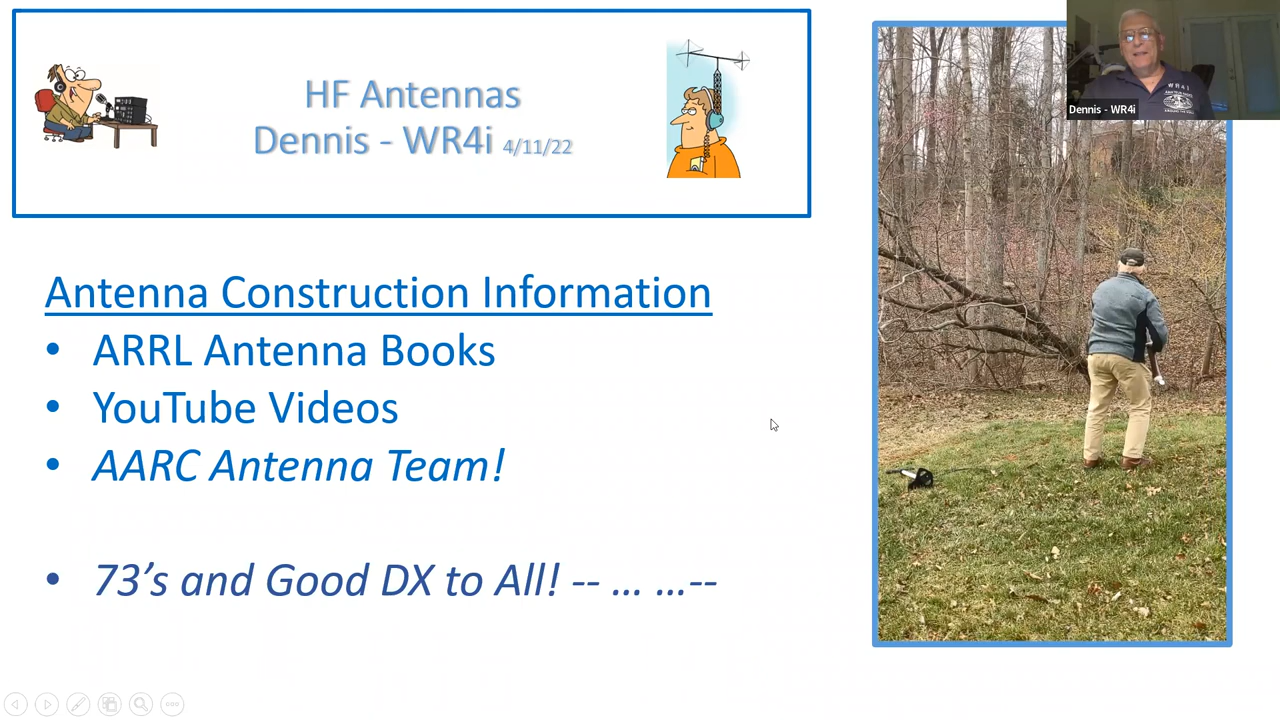 HF Antennas
Dennis - WR4i 4/11/22
Dennis - WR4i
Antenna Construction Information
• ARRL Antenna Books
• YouTube Videos
• AARC Antenna Team!
• 73’s and Good DX to All! -- ... ...--